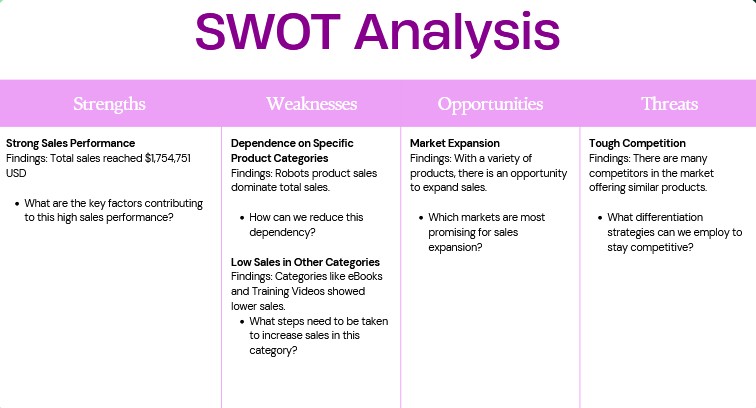 SWOT Analysis
Strengths
Weaknesses
Opportunities
Threats
Strong Sales Performance
Findings: Total sales reached $1,754,751
USD
• What are the key factors contributing
to this high sales performance?
Dependence on Specific
Product Categories
Findings: Robots product sales
dominate total sales.
• How can we reduce this
dependency?
Low Sales in Other Categories
Findings: Categories like eBooks
and Training Videos showed
lower sales.
• What steps need to be taken
to increase sales in this
category?
Market Expansion
Findings: With a variety of
products, there is an opportunity
to expand sales.
• Which markets are most
promising for sales
expansion?
Tough Competition
Findings: There are many
competitors in the market
offering similar products.
• What differentiation
strategies can we employ to
stay competitive?